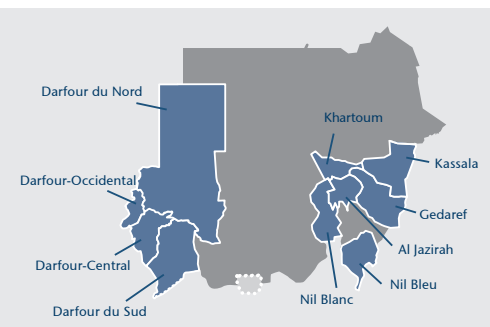 Darfour du Nord
Khartoum
Kassala
Darfour-Occidental
Gedaref
Al Jazirah
Darfour-Central
Nil Bleu
Nil Blanc
Darfour du Sud